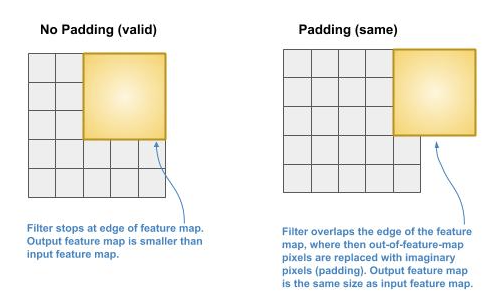 No Padding (valid)
Padding (same)
Filter stops at edge of feature map.
Output feature map is smaller than
input feature map.
Filter overlaps the edge of the feature
map, where then out-of-feature-map
pixels are replaced with imaginary
pixels (padding). Output feature map
is the same size as input feature map.